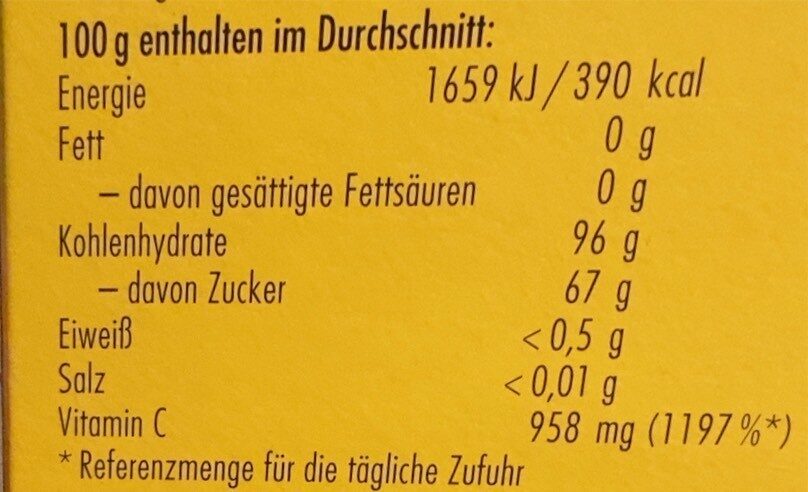 100 g enthalten im Durchschnitt:
Energie 1659 kJ / 390 kcal
Fett 0 g
– davon gesättigte Fettsäuren 0 g
Kohlenhydrate 96 g
– davon Zucker 67 g
Eiweiß < 0,5 g
Salz < 0,01 g
Vitamin C 958 mg (1197 %*)
* Referenzmenge für die tägliche Zufuhr